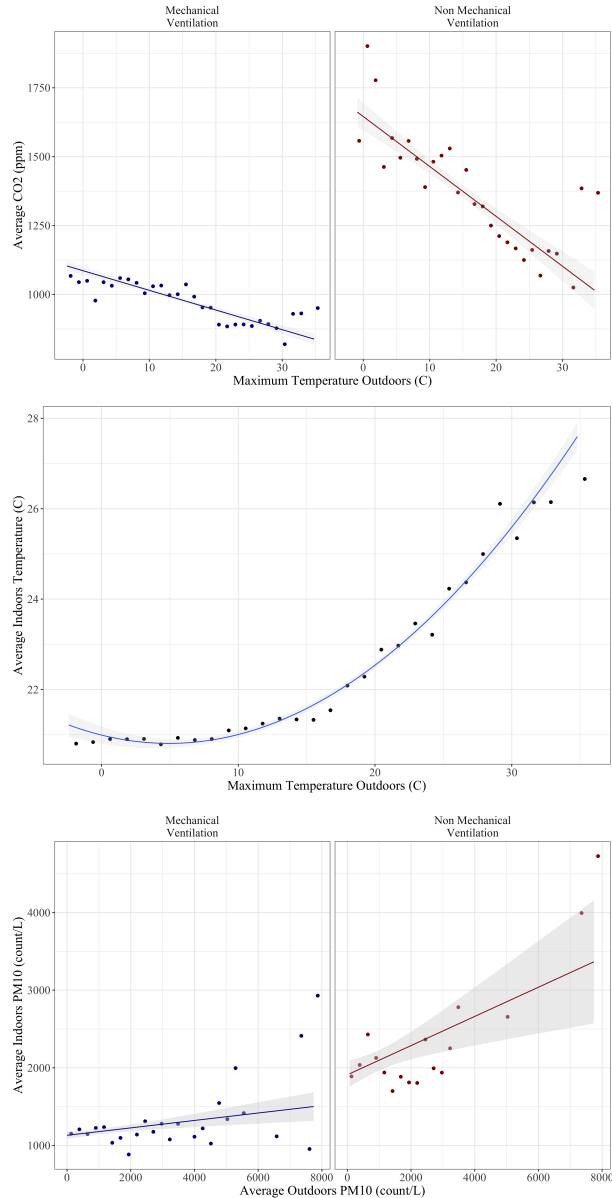 Mechanical
Ventilation
Non Mechanical
Ventilation
Average CO2 (ppm)
1750
1500
1250
1000
0
10
20
30
0
10
20
30
Maximum Temperature Outdoors (C)
Average Indoors Temperature (C)
28
26
24
22
0
10
20
30
Maximum Temperature Outdoors (C)
Mechanical
Ventilation
Non Mechanical
Ventilation
Average Indoors PM10 (count/L)
4000
3000
2000
1000
0
2000
4000
6000
8000
0
2000
4000
6000
8000
Average Outdoors PM10 (count/L)